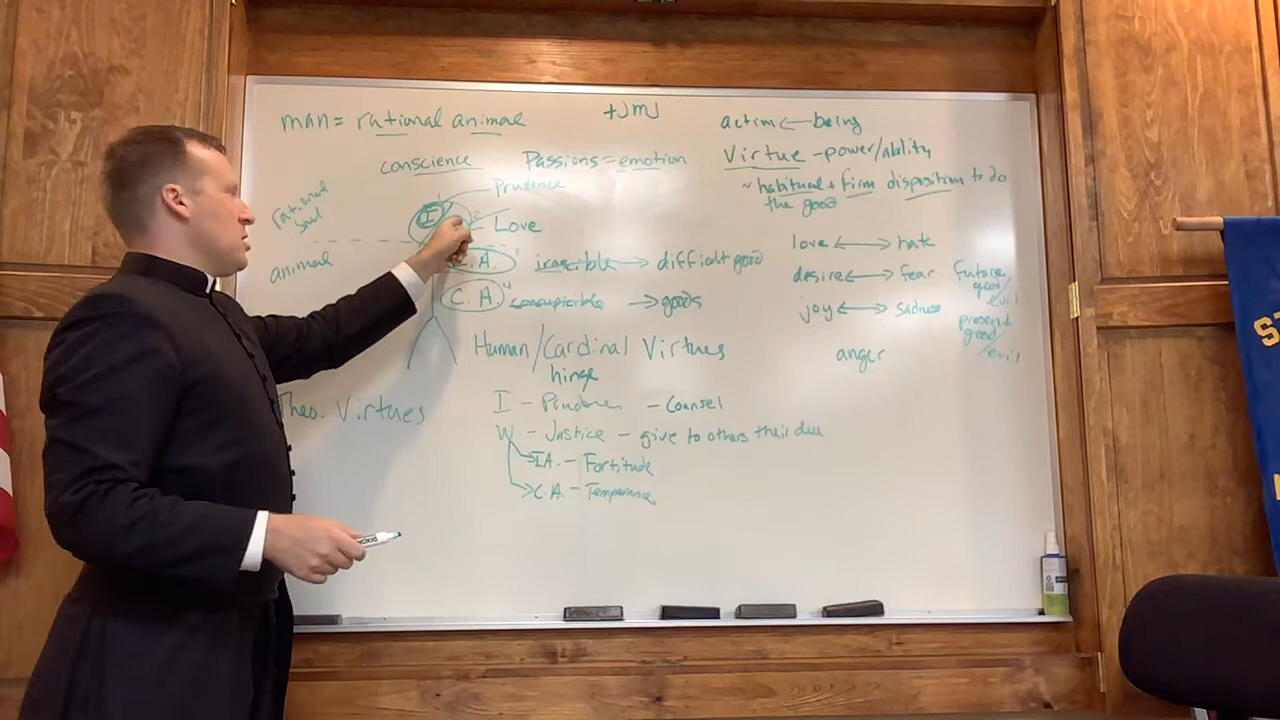 man = rational animal
+JMJ
action ← being
conscience
Passions = emotion
Virtue - power/ability
~ habitual + firm disposition to do
the good
Prudence
rational
soul
I
2
Love
love ↔ hate
animal
A. 3
irascible → difficult good
desire ↔ fear
future
good/
evil
C.A. 4
concupiscible → goods
joy ↔ sadness
present
good
/evil
Human/Cardinal Virtues
hinge
anger
Theo. Virtues
I - Prudence - Counsel
W - Justice - give to others their due
→ I.A. - Fortitude
→ C.A. - Temperance
S